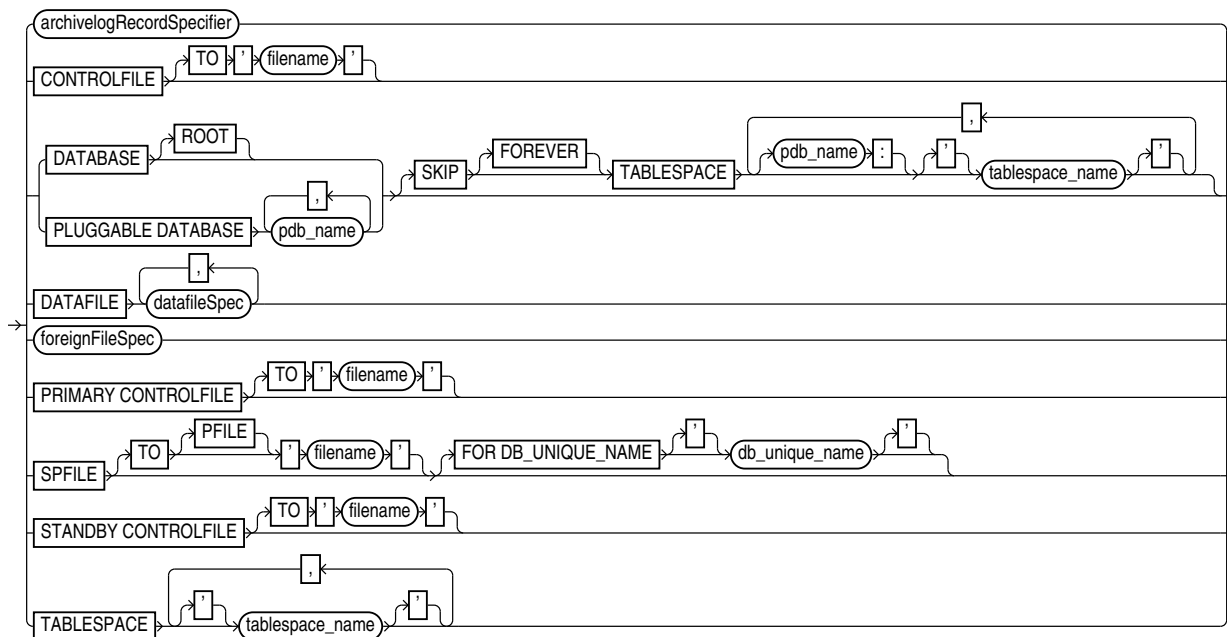 archivelogRecordSpecifier
TO ' filename '
CONTROLFILE
,
ROOT
FOREVER
pdb_name : ' '
DATABASE
SKIP
TABLESPACE
tablespace_name
,
PLUGGABLE DATABASE
pdb_name
,
DATAFILE
datafileSpec
foreignFileSpec
TO ' filename '
PRIMARY CONTROLFILE
PFILE
' '
TO ' filename '
FOR DB_UNIQUE_NAME
db_unique_name
SPFILE
TO ' filename '
STANDBY CONTROLFILE
,
' '
TABLESPACE
tablespace_name